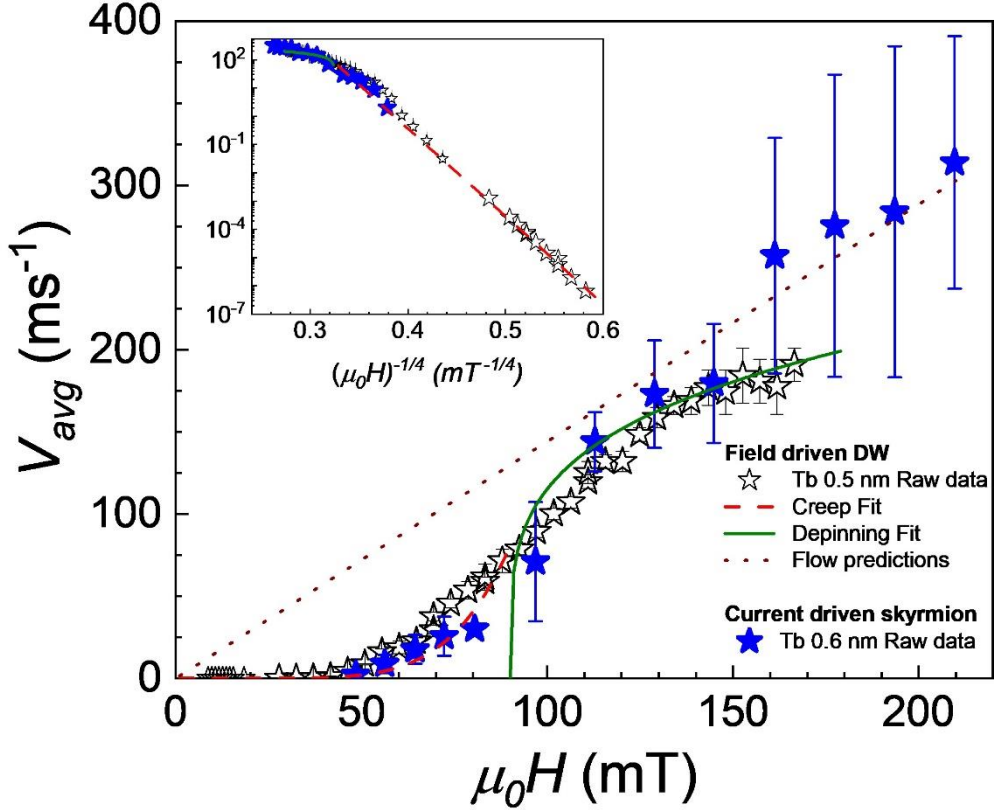 400
300
200
100
0
V_avg (ms⁻¹)
10²
10⁻¹
10⁻⁴
10⁻⁷
0.3 0.4 0.5 0.6
(μ₀H)⁻¹/⁴ (mT⁻¹/⁴)
Field driven DW
Tb 0.5 nm Raw data
Creep Fit
Depinning Fit
Flow predictions
Current driven skyrmion
Tb 0.6 nm Raw data
0 50 100 150 200
μ₀H (mT)